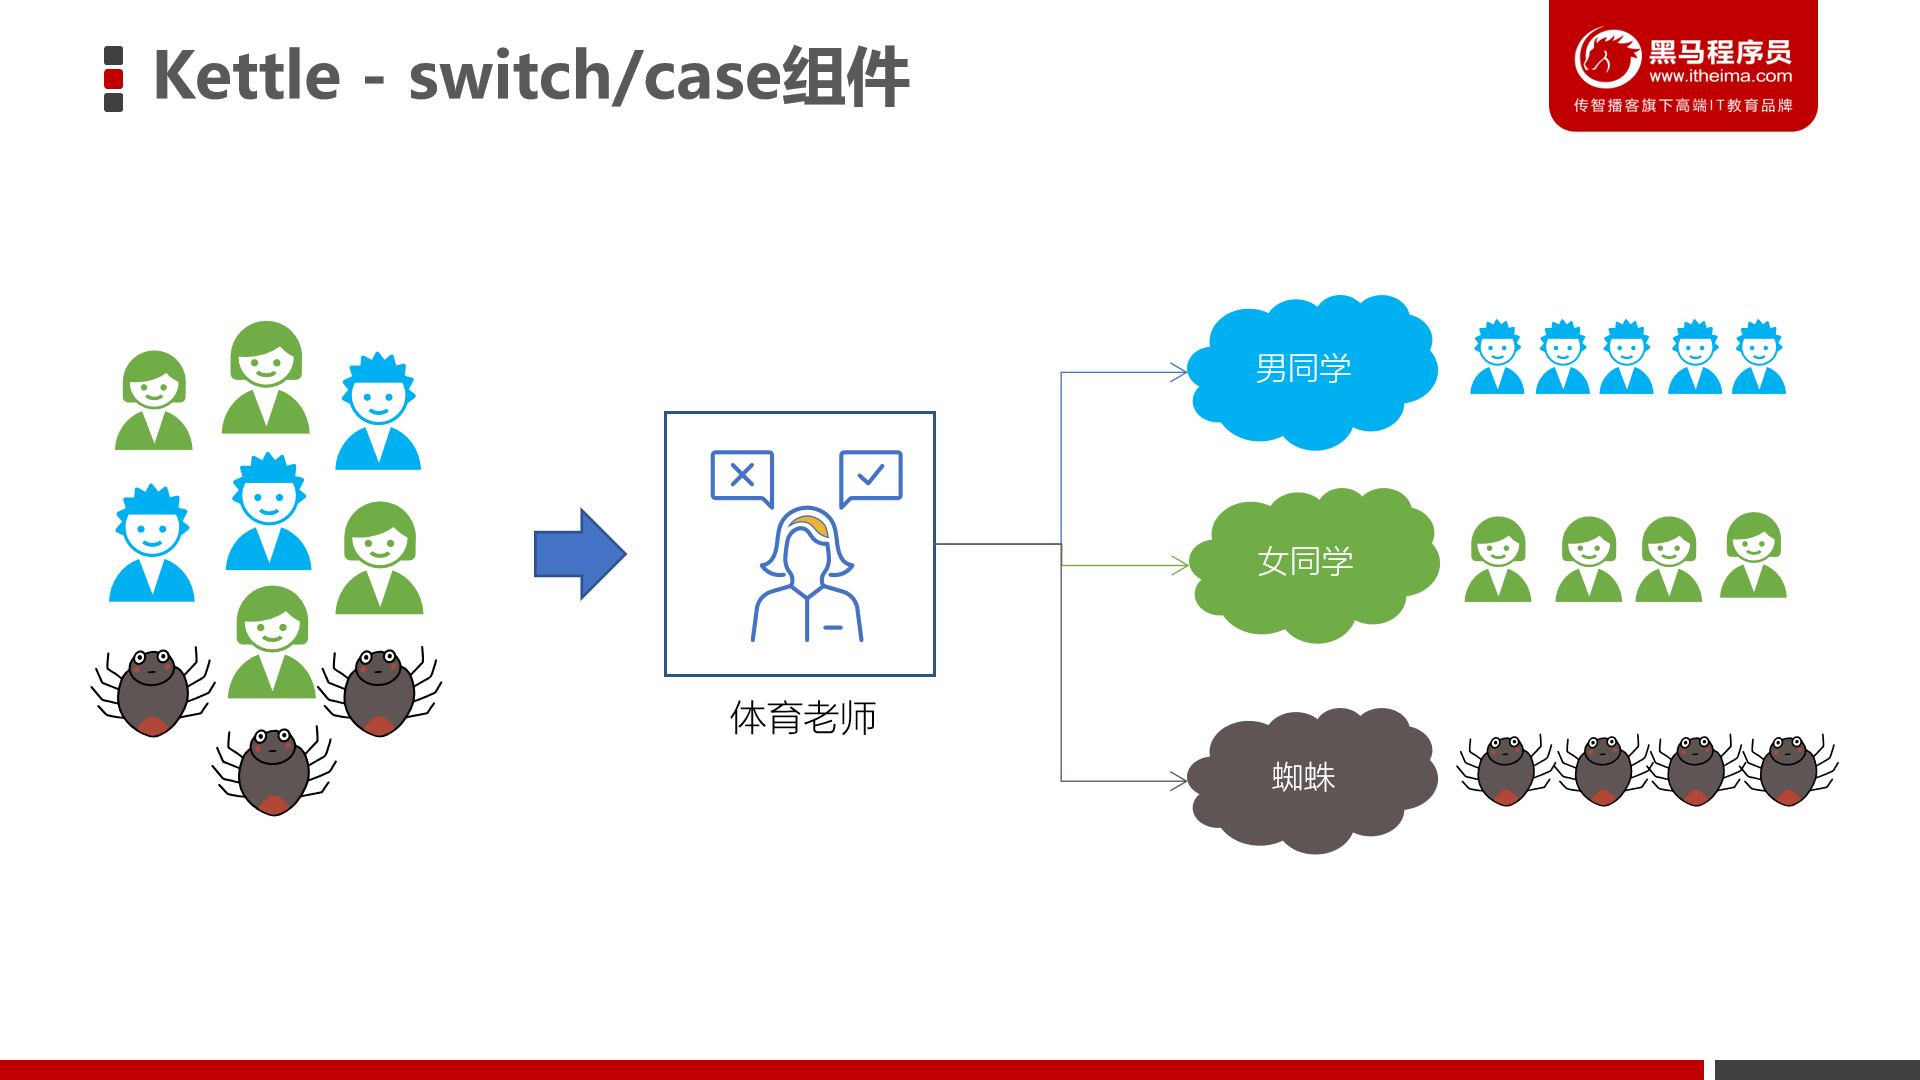 Kettle - switch/case组件
黑马程序员
www.itheima.com
传智播客旗下高端IT教育品牌
男同学
女同学
体育老师
蜘蛛